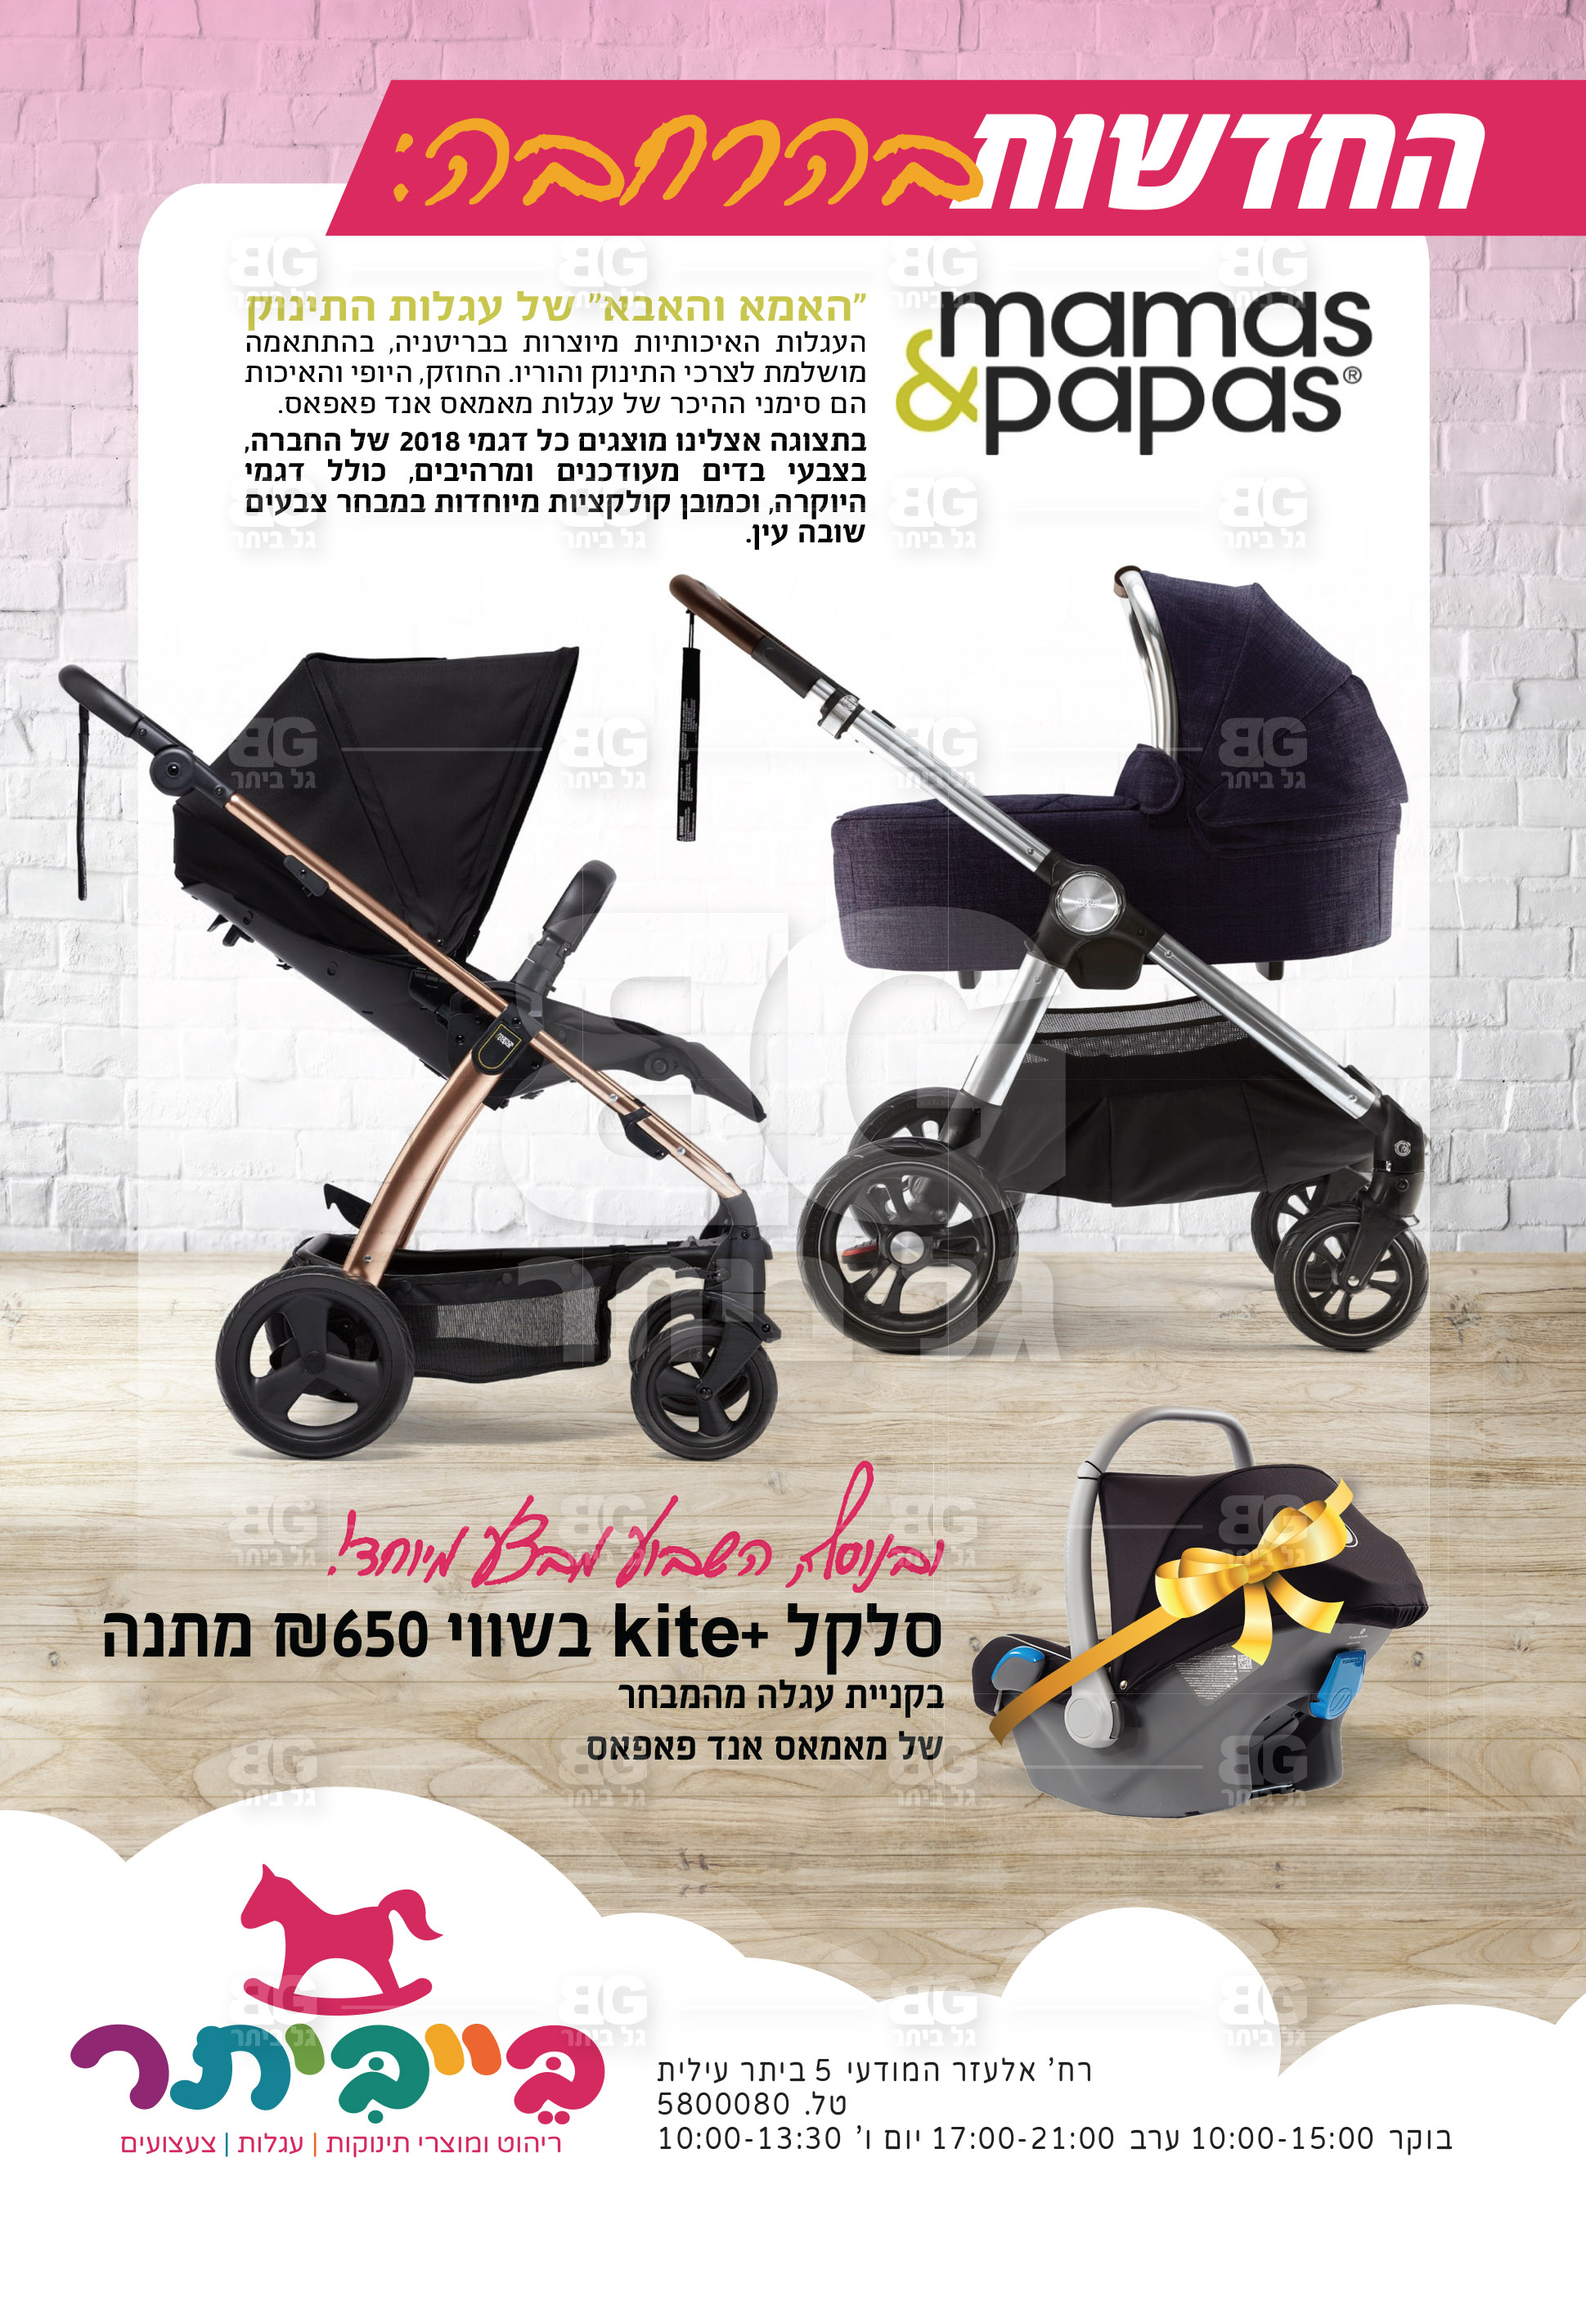 החדשות בהרחבה:
mamas
&papas®
"האמא והאבא" של עגלות התינוק
העגלות האיכותיות מיוצרות בבריטניה, בהתתאמה
מושלמת לצרכי התינוק והוריו. החוזק, היופי והאיכות
הם סימני ההיכר של עגלות מאמאס אנד פאפאס.
בתצוגה אצלינו מוצגים כל דגמי 2018 של החברה,
בצבעי בדים מעודכנים ומרהיבים, כולל דגמי
היוקרה, וכמובן קולקציות מיוחדות במבחר צבעים
שובה עין.
BG
גל ביתר
ובנוסף, השבוע מבצע מיוחד!
סלקל kite+ בשווי 650₪ מתנה
בקניית עגלה מהמבחר
של מאמאס אנד פאפאס
בייביתר
ריהוט ומוצרי תינוקות | עגלות | צעצועים
רח' אלעזר המודעי 5 ביתר עילית
טל. 5800080
בוקר 10:00-15:00 ערב 17:00-21:00 יום ו' 10:00-13:30